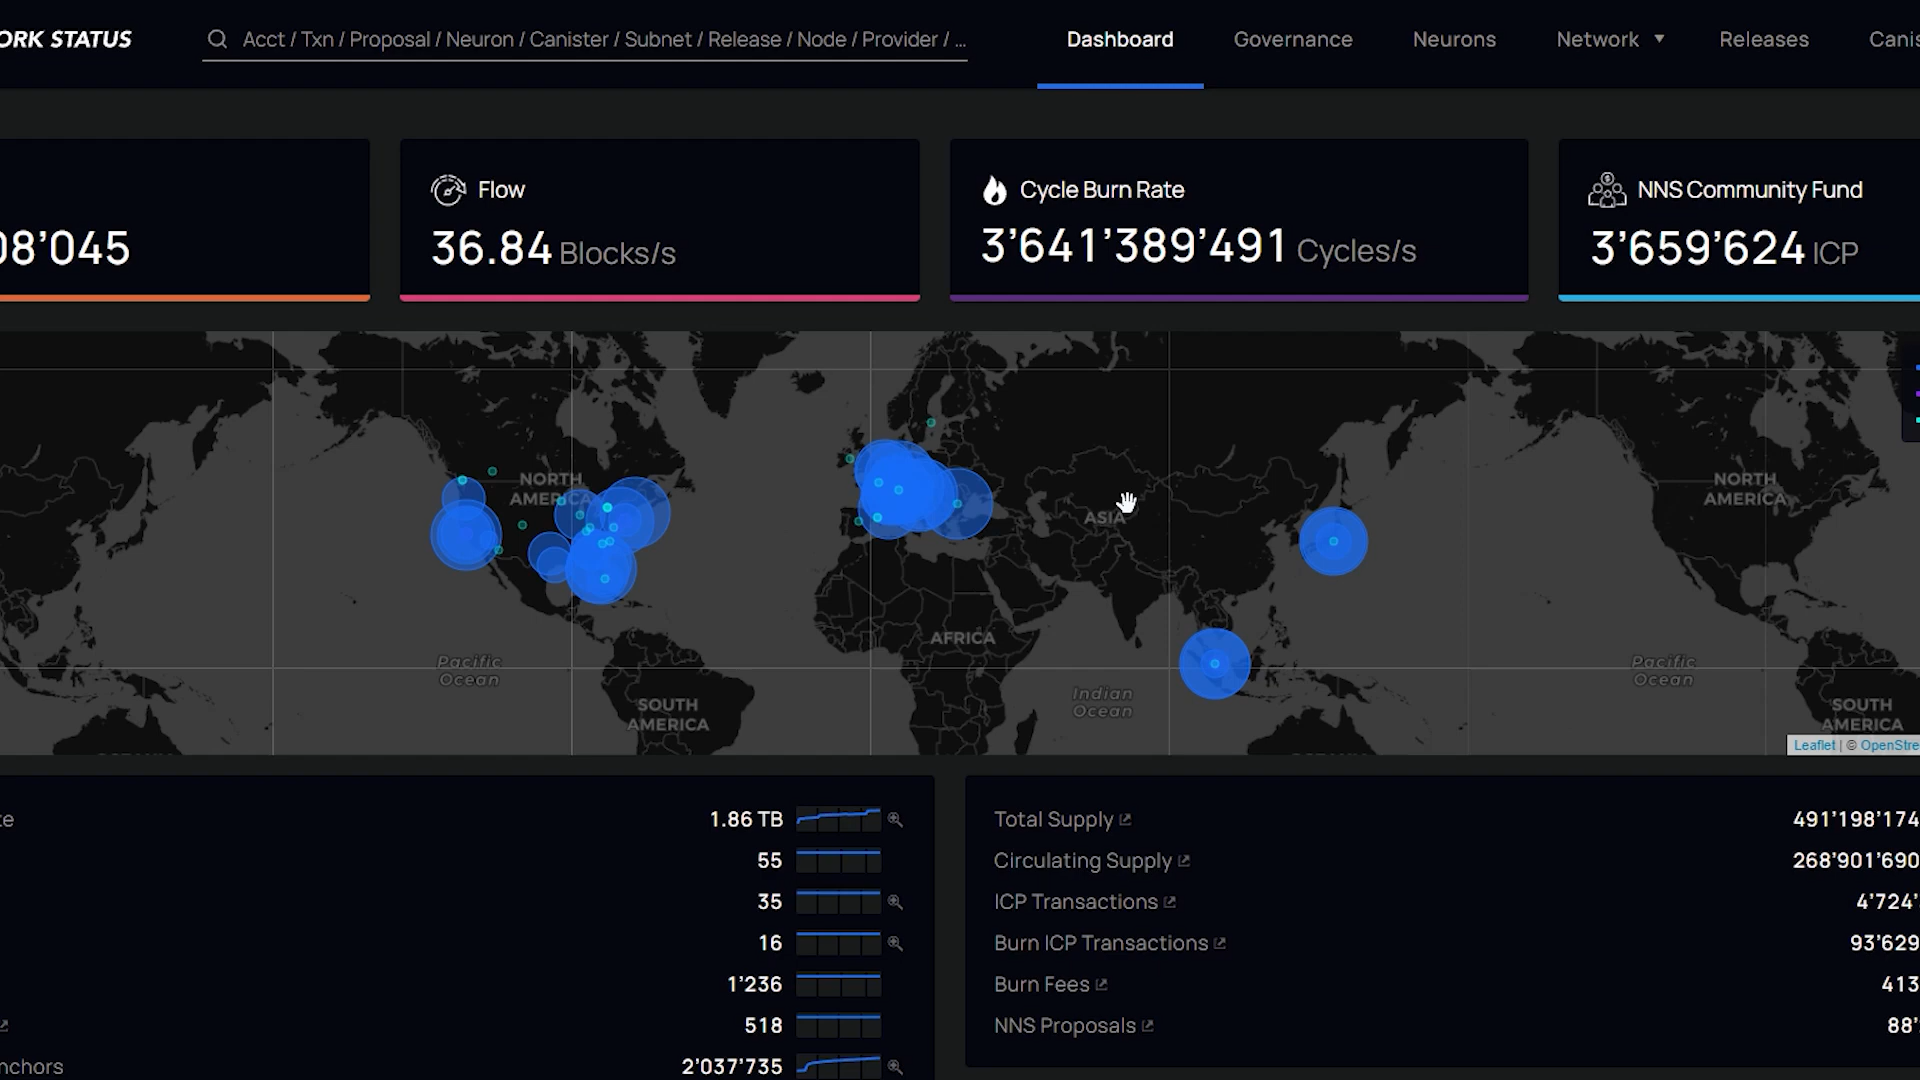 ORK STATUS
Acct / Txn / Proposal / Neuron / Canister / Subnet / Release / Node / Provider / ...
Dashboard
Governance
Neurons
Network
Releases
Canis
08’045
Flow
36.84 Blocks/s
Cycle Burn Rate
3’641’389’491 Cycles/s
NNS Community Fund
3’659’624 ICP
NORTH
AMERICA
ASIA
AFRICA
Pacific
Ocean
SOUTH
AMERICA
Indian
Ocean
NORTH
AMERICA
Pacific
Ocean
SOUTH
AMERICA
Leaflet | © OpenStre
te
1.86 TB
55
35
16
1’236
518
nchors
2’037’735
Total Supply
491’198’174
Circulating Supply
268’901’690
ICP Transactions
4’724’
Burn ICP Transactions
93’629
Burn Fees
413
NNS Proposals
88’